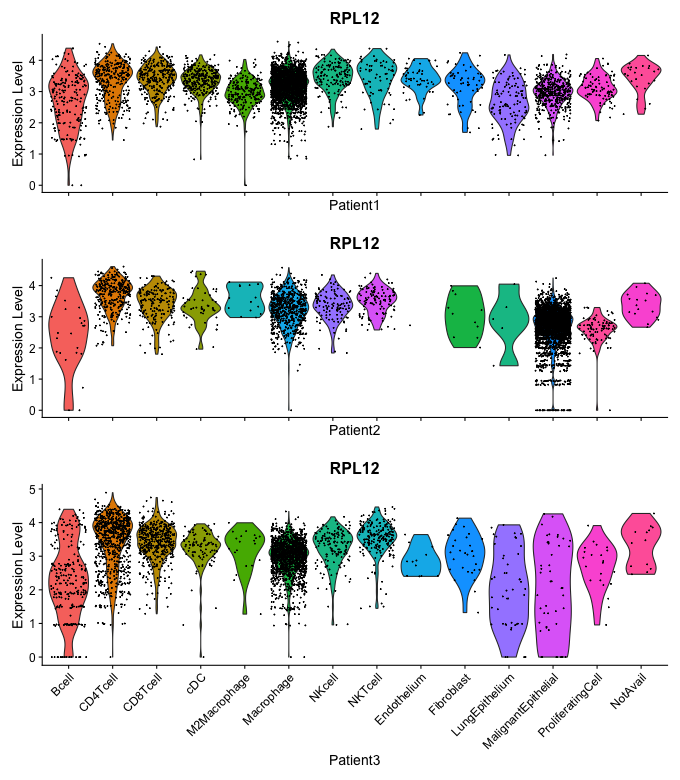 RPL12
Expression Level
4
3
2
1
0
Patient1
RPL12
Expression Level
4
3
2
1
0
Patient2
RPL12
Expression Level
5
4
3
2
1
0
Bcell
CD4Tcell
CD8Tcell
cDC
M2Macrophage
Macrophage
NKcell
NKTcell
Endothelium
Fibroblast
LungEpithelium
MalignantEpithelial
ProliferatingCell
NotAvail
Patient3